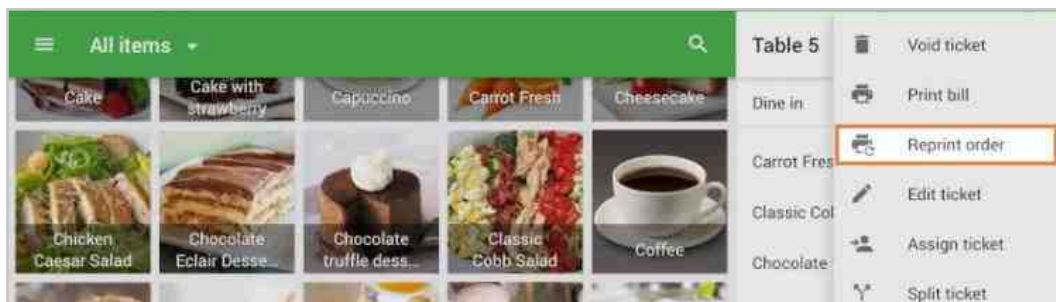 All items
Table 5
Void ticket
Cake
Cake with
strawberry
Capuccino
Carrot Fresh
Cheesecake
Dine in
Print bill
Carrot Fres
Reprint order
Chicken
Caesar Salad
Chocolate
Eclair Desse...
Chocolate
truffle dess...
Classic
Cobb Salad
Coffee
Classic Col
Edit ticket
Assign ticket
Chocolate
Split ticket